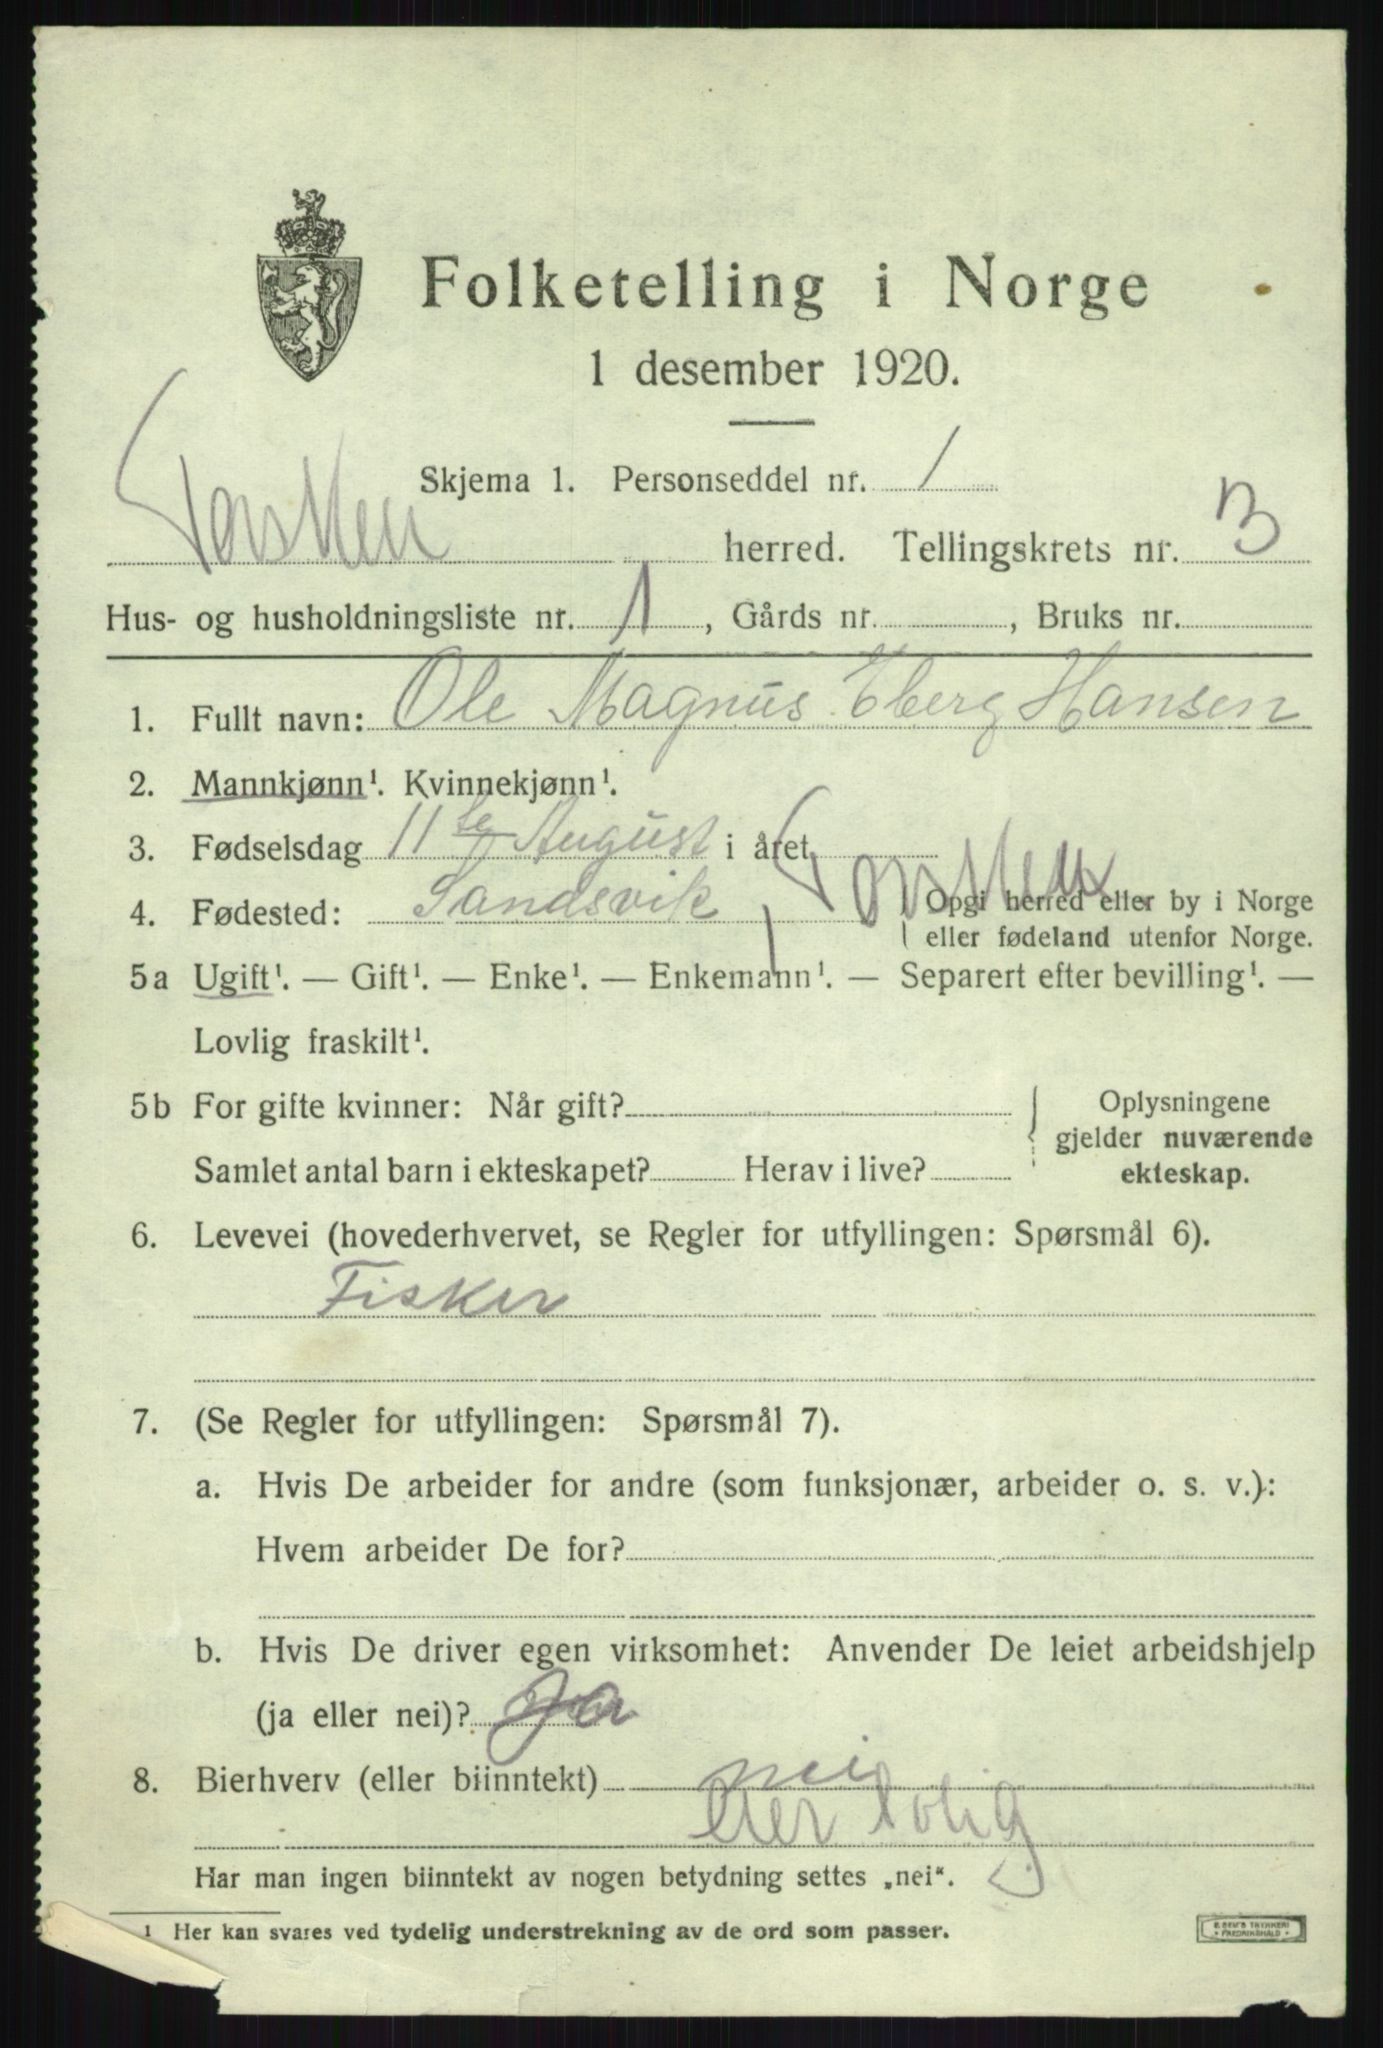 Folketelling i Norge
1 desember 1920.
Skjema 1. Personseddel nr. 1
Torsken herred. Tellingskrets nr. 3
Hus- og husholdningsliste nr. 1, Gårds nr. , Bruks nr.
1. Fullt navn: Ole Magnus Eberg Hansen
2. Mannkjønn¹. Kvinnekjønn¹.
3. Fødselsdag 11te August i året
4. Fødested: Sandsvik, Torsken Opgi herred eller by i Norge
eller fødeland utenfor Norge.
5a Ugift¹. — Gift¹. — Enke¹. — Enkemann¹. — Separert efter bevilling¹. —
Lovlig fraskilt¹.
5b For gifte kvinner: Når gift? Oplysningene
gjelder nuværende
Samlet antal barn i ekteskapet? Herav i live? ekteskap.
6. Levevei (hovederhvervet, se Regler for utfyllingen: Spørsmål 6).
Fisker
7. (Se Regler for utfyllingen: Spørsmål 7).
a. Hvis De arbeider for andre (som funksjonær, arbeider o. s. v.):
Hvem arbeider De for?
b. Hvis De driver egen virksomhet: Anvender De leiet arbeidshjelp
(ja eller nei)? Ja
8. Bierhverv (eller biinntekt) nei
Eier bolig
Har man ingen biinntekt av nogen betydning settes „nei“.
¹ Her kan svares ved tydelig understrekning av de ord som passer.